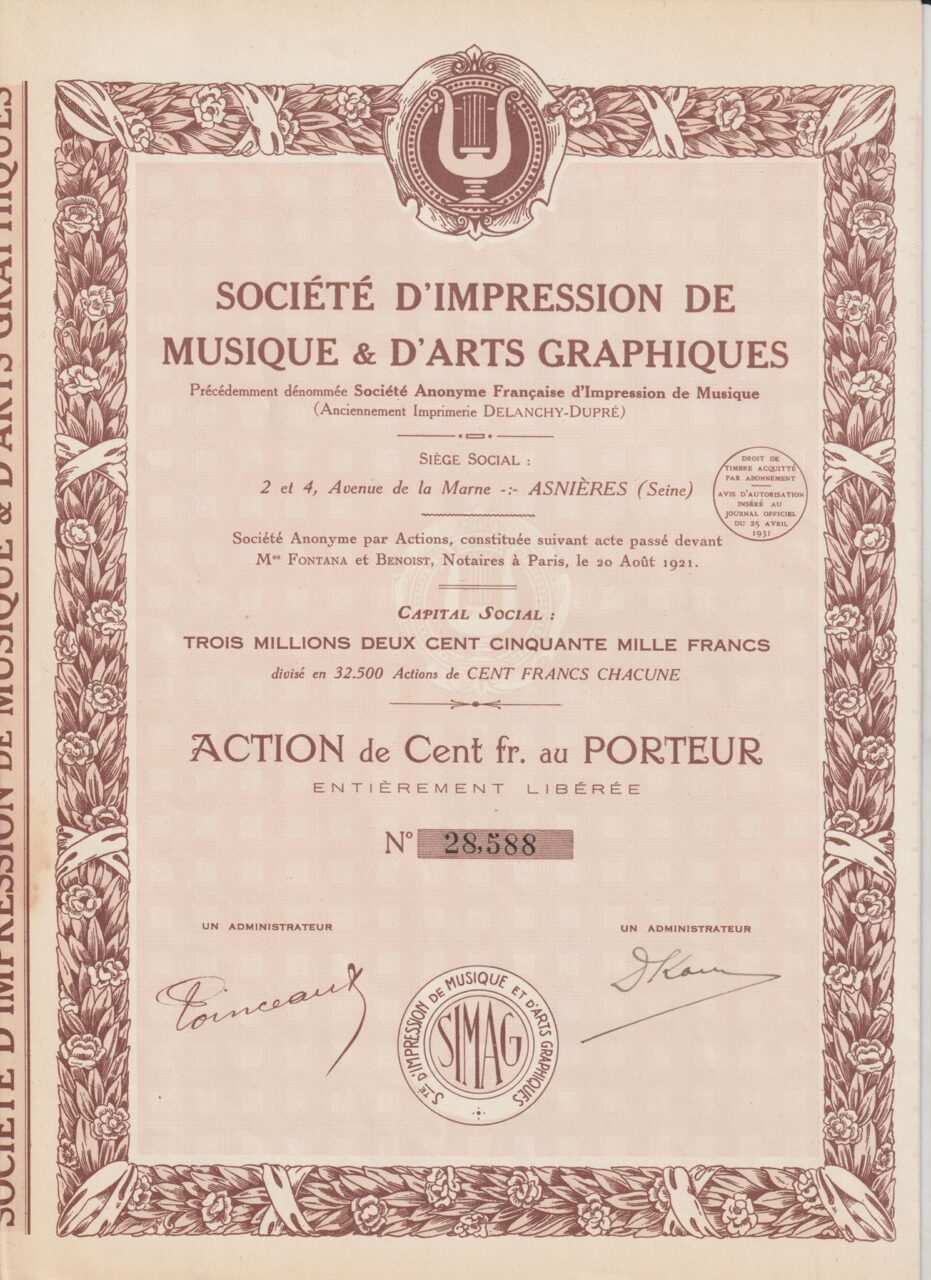 SOCIÉTÉ D'IMPRESSION DE MUSIQUE & D'ARTS GRAPHIQUES
SOCIÉTÉ D'IMPRESSION DE
MUSIQUE & D'ARTS GRAPHIQUES
Précédemment dénommée Société Anonyme Française d'Impression de Musique
(Anciennement Imprimerie DELANCHY-DUPRÉ)
SIÈGE SOCIAL :
2 et 4, Avenue de la Marne -:- ASNIÈRES (Seine)
DROIT DE
TIMBRE ACQUITTÉ
PAR ABONNEMENT
AVIS D'AUTORISATION
INSÉRÉ AU
JOURNAL OFFICIEL
DU 25 AVRIL
1931
Société Anonyme par Actions, constituée suivant acte passé devant
Mes FONTANA et BENOIST, Notaires à Paris, le 20 Août 1921.
CAPITAL SOCIAL :
TROIS MILLIONS DEUX CENT CINQUANTE MILLE FRANCS
divisé en 32.500 Actions de CENT FRANCS CHACUNE
ACTION de Cent fr. au PORTEUR
ENTIÈREMENT LIBÉRÉE
N° 28,588
UN ADMINISTRATEUR
UN ADMINISTRATEUR
STÉ D'IMPRESSION DE MUSIQUE ET D'ARTS GRAPHIQUES
SIMAG